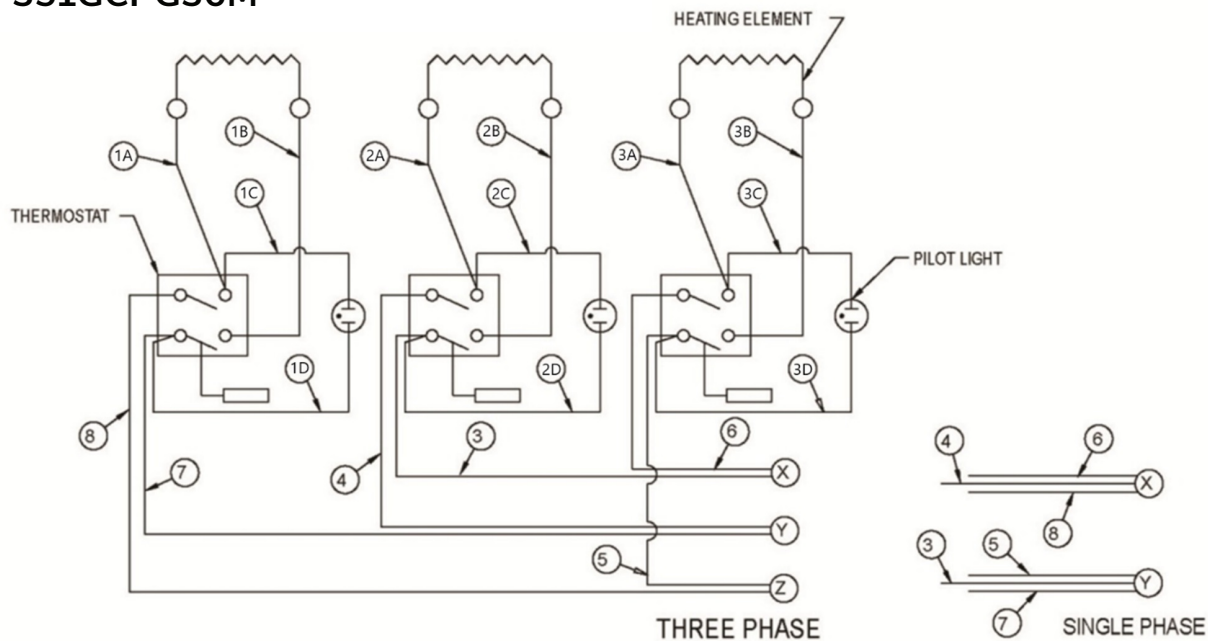 HEATING ELEMENT
1A
1B
2A
2B
3A
3B
1C
2C
3C
THERMOSTAT
PILOT LIGHT
1D
2D
3D
8
7
4
3
6
X
Y
5
Z
THREE PHASE
4
6
X
8
3
5
Y
7
SINGLE PHASE